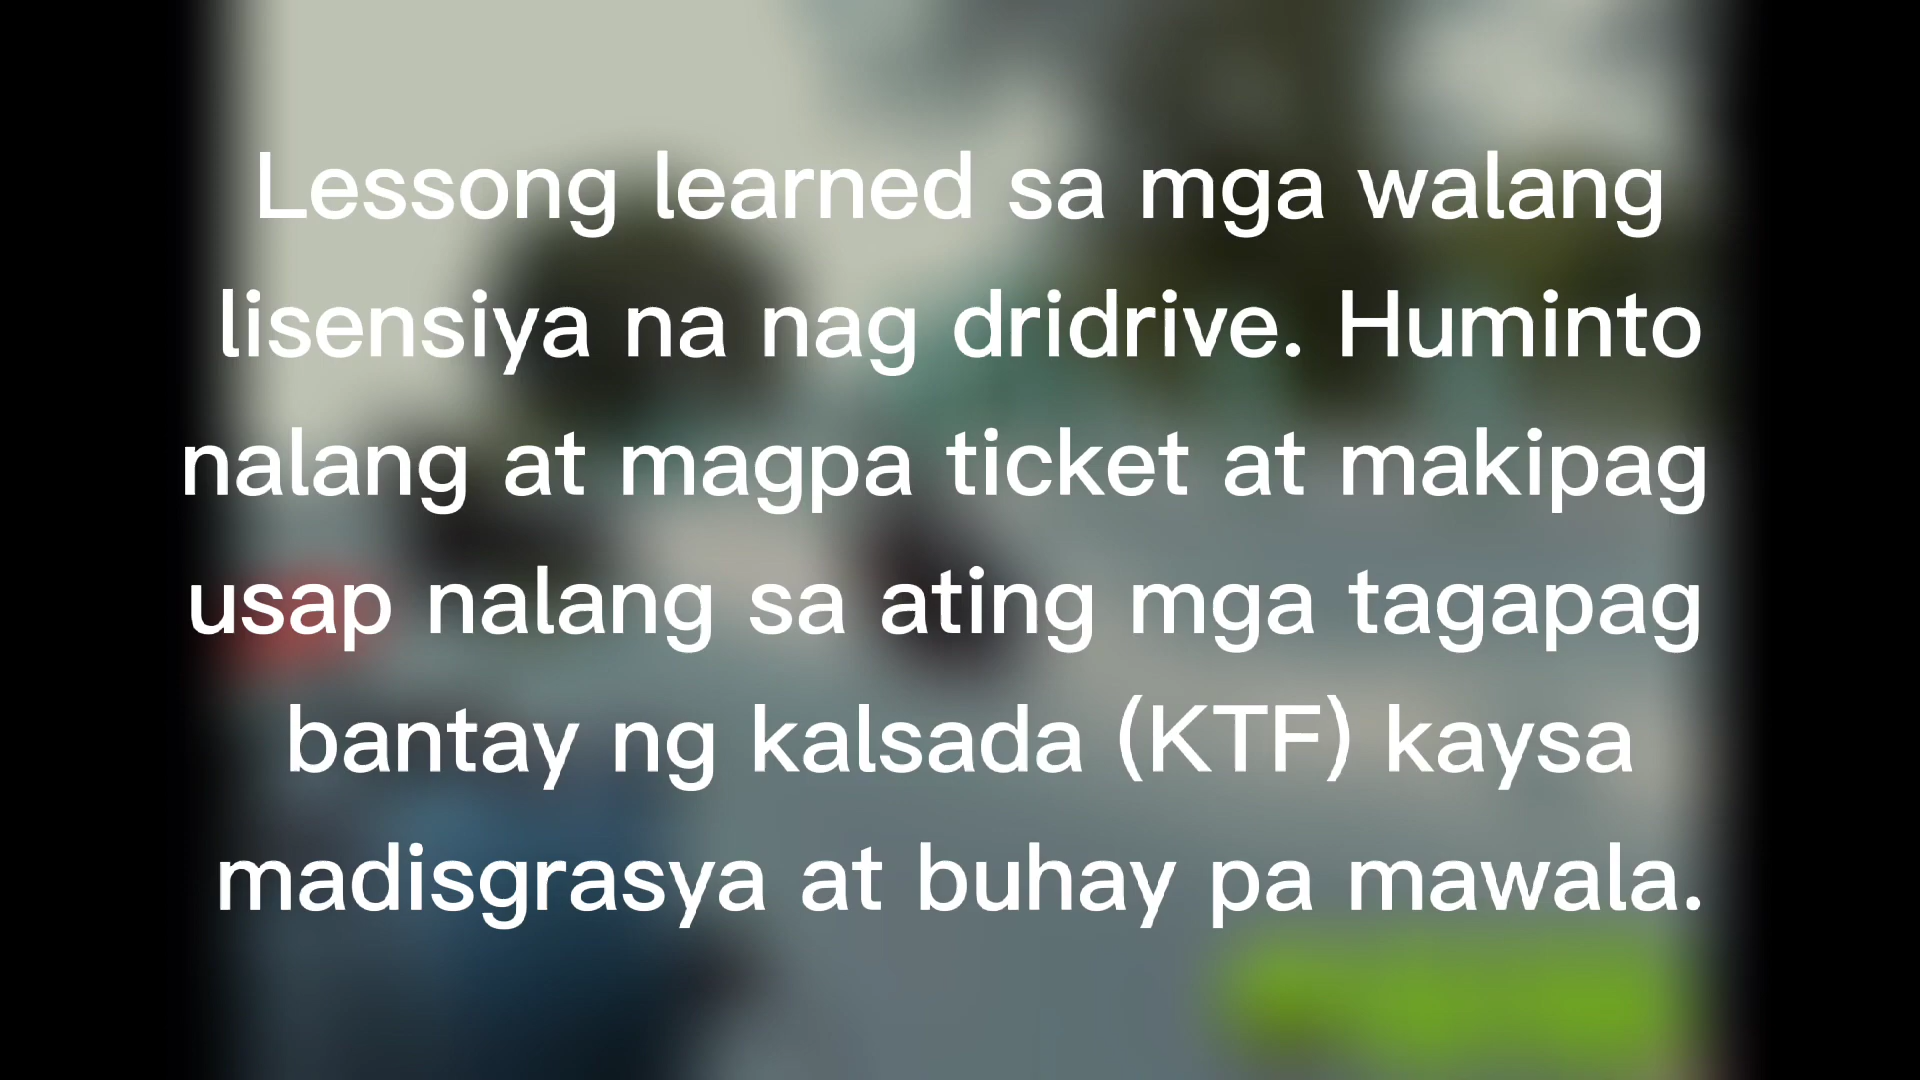 Lessong learned sa mga walang
lisensiya na nag dridrive. Huminto
nalang at magpa ticket at makipag
usap nalang sa ating mga tagapag
bantay ng kalsada (KTF) kaysa
madisgrasya at buhay pa mawala.